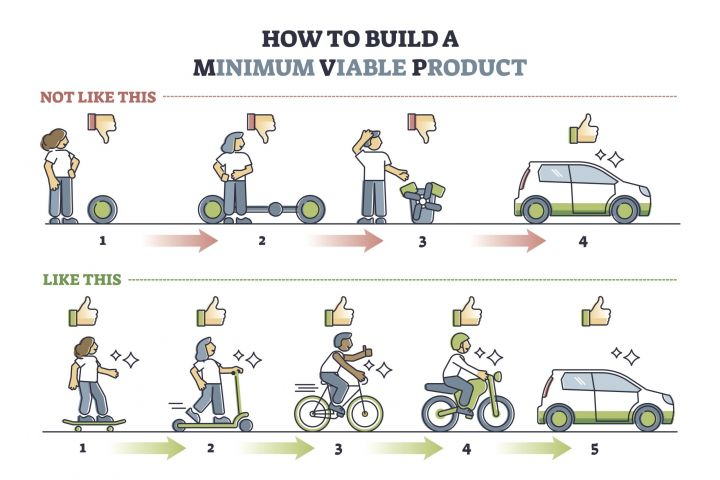 HOW TO BUILD A
MINIMUM VIABLE PRODUCT
NOT LIKE THIS
1 2 3 4
LIKE THIS
1 2 3 4 5